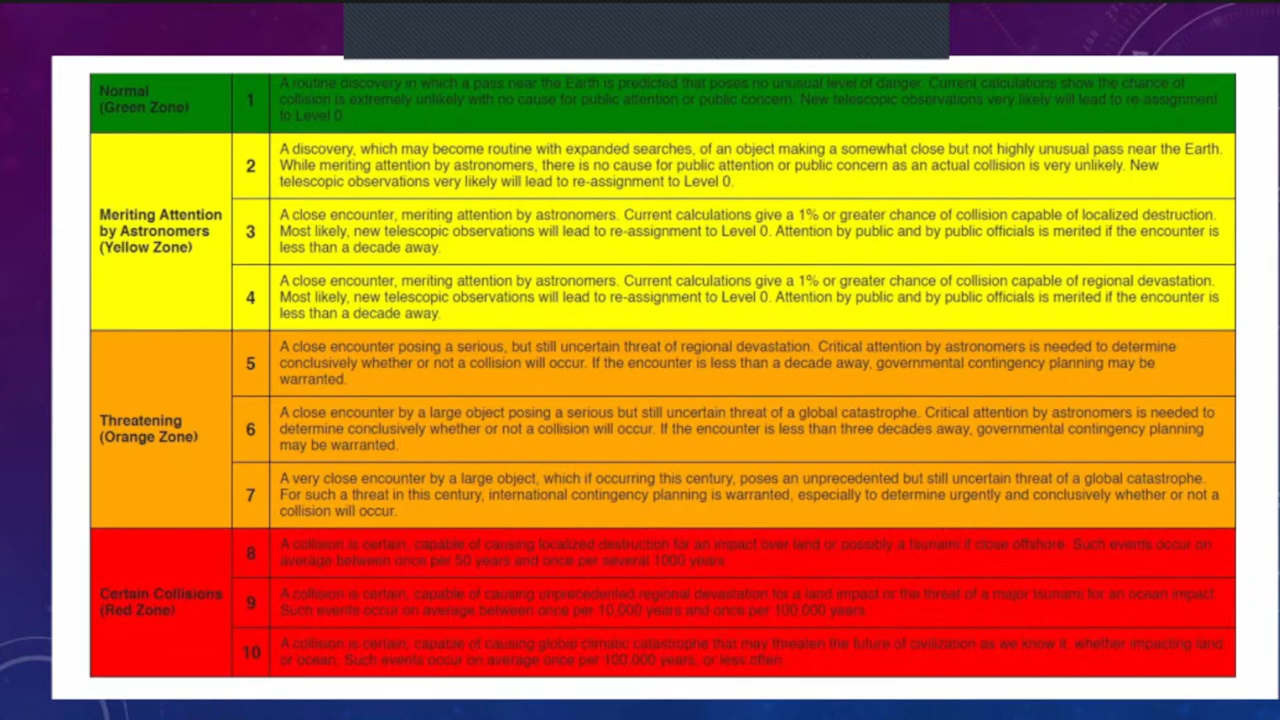 Normal
(Green Zone)
1
A routine discovery in which a pass near the Earth is predicted that poses no unusual level of danger. Current calculations show the chance of
collision is extremely unlikely with no cause for public attention or public concern. New telescopic observations very likely will lead to re-assignment
to Level 0.
Meriting Attention
by Astronomers
(Yellow Zone)
2
A discovery, which may become routine with expanded searches, of an object making a somewhat close but not highly unusual pass near the Earth.
While meriting attention by astronomers, there is no cause for public attention or public concern as an actual collision is very unlikely. New
telescopic observations very likely will lead to re-assignment to Level 0.
3
A close encounter, meriting attention by astronomers. Current calculations give a 1% or greater chance of collision capable of localized destruction.
Most likely, new telescopic observations will lead to re-assignment to Level 0. Attention by public and by public officials is merited if the encounter is
less than a decade away.
4
A close encounter, meriting attention by astronomers. Current calculations give a 1% or greater chance of collision capable of regional devastation.
Most likely, new telescopic observations will lead to re-assignment to Level 0. Attention by public and by public officials is merited if the encounter is
less than a decade away.
Threatening
(Orange Zone)
5
A close encounter posing a serious, but still uncertain threat of regional devastation. Critical attention by astronomers is needed to determine
conclusively whether or not a collision will occur. If the encounter is less than a decade away, governmental contingency planning may be
warranted.
6
A close encounter by a large object posing a serious but still uncertain threat of a global catastrophe. Critical attention by astronomers is needed to
determine conclusively whether or not a collision will occur. If the encounter is less than three decades away, governmental contingency planning
may be warranted.
7
A very close encounter by a large object, which if occurring this century, poses an unprecedented but still uncertain threat of a global catastrophe.
For such a threat in this century, international contingency planning is warranted, especially to determine urgently and conclusively whether or not a
collision will occur.
Certain Collisions
(Red Zone)
8
A collision is certain, capable of causing localized destruction for an impact over land or possibly a tsunami if close offshore. Such events occur on
average between once per 50 years and once per several 1000 years.
9
A collision is certain, capable of causing unprecedented regional devastation for a land impact or the threat of a major tsunami for an ocean impact.
Such events occur on average between once per 10,000 years and once per 100,000 years.
10
A collision is certain, capable of causing global climatic catastrophe that may threaten the future of civilization as we know it, whether impacting land
or ocean. Such events occur on average once per 100,000 years, or less often.